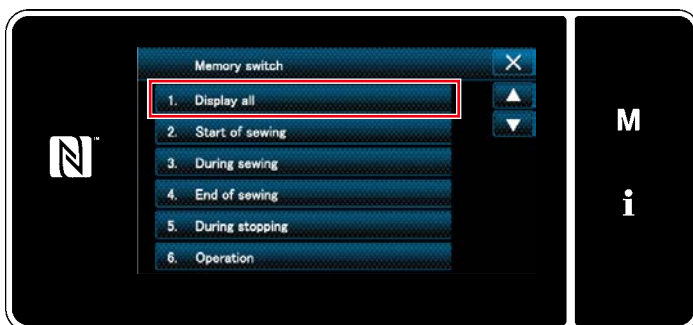 Memory switch
1. Display all
2. Start of sewing
3. During sewing
4. End of sewing
5. During stopping
6. Operation
M
i